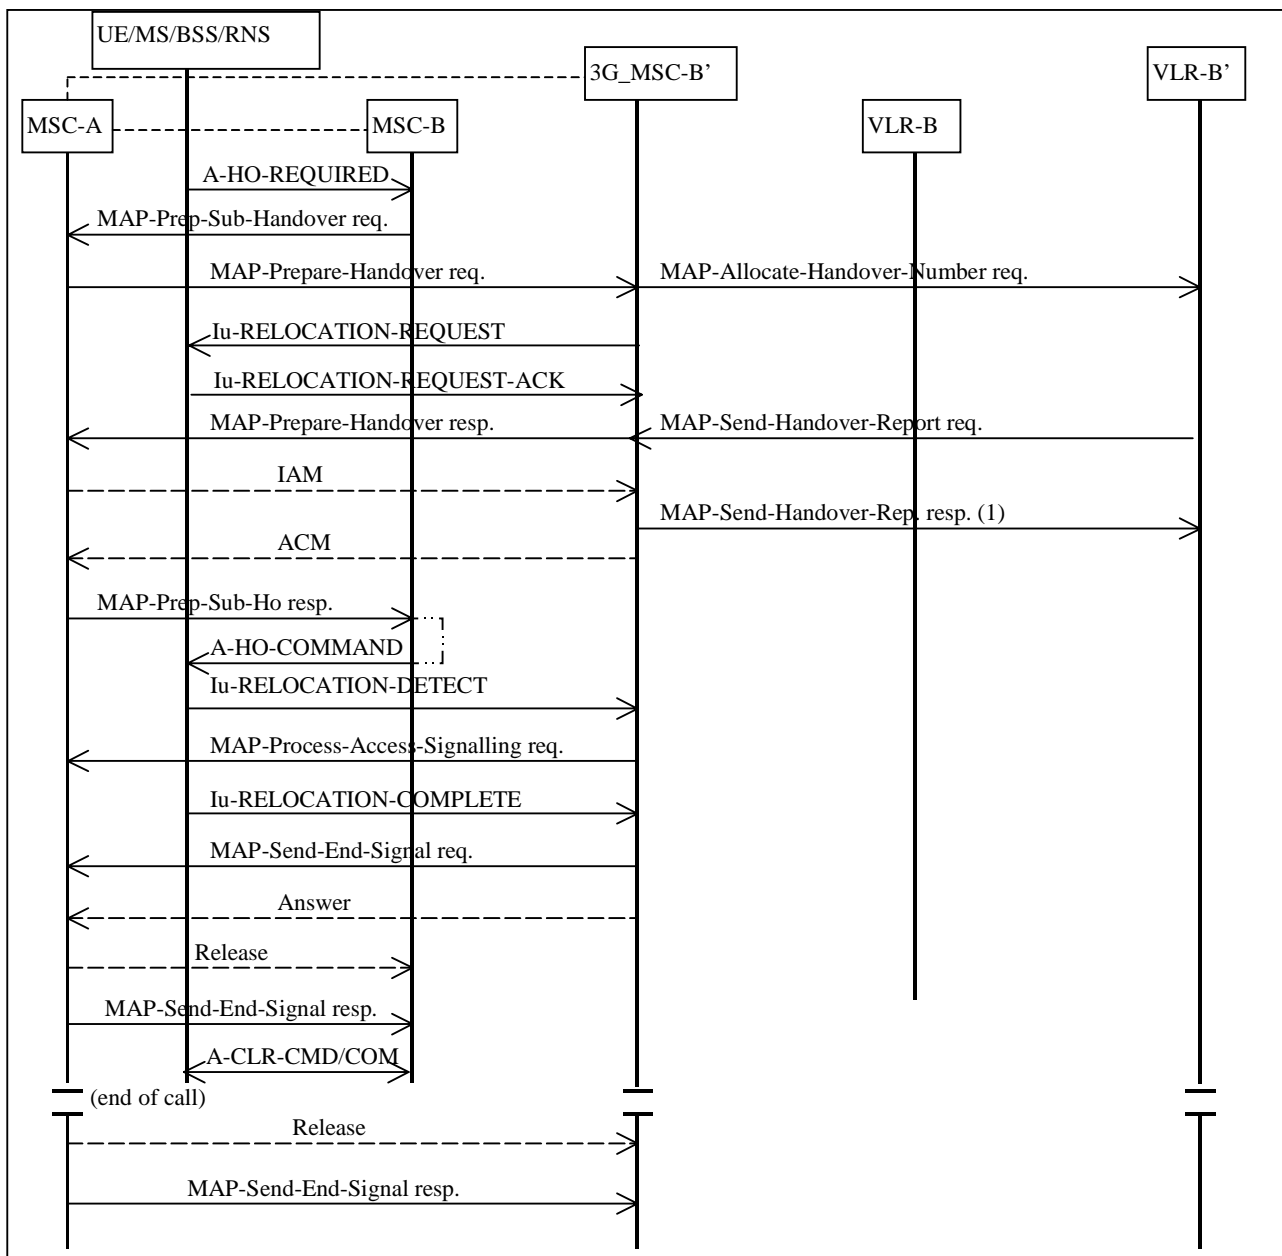 UE/MS/BSS/RNS
3G_MSC-B’
VLR-B’
MSC-A
MSC-B
VLR-B
A-HO-REQUIRED
MAP-Prep-Sub-Handover req.
MAP-Prepare-Handover req.
MAP-Allocate-Handover-Number req.
Iu-RELOCATION-REQUEST
Iu-RELOCATION-REQUEST-ACK
MAP-Prepare-Handover resp.
MAP-Send-Handover-Report req.
IAM
MAP-Send-Handover-Rep. resp. (1)
ACM
MAP-Prep-Sub-Ho resp.
A-HO-COMMAND
Iu-RELOCATION-DETECT
MAP-Process-Access-Signalling req.
Iu-RELOCATION-COMPLETE
MAP-Send-End-Signal req.
Answer
Release
MAP-Send-End-Signal resp.
A-CLR-CMD/COM
(end of call)
Release
MAP-Send-End-Signal resp.